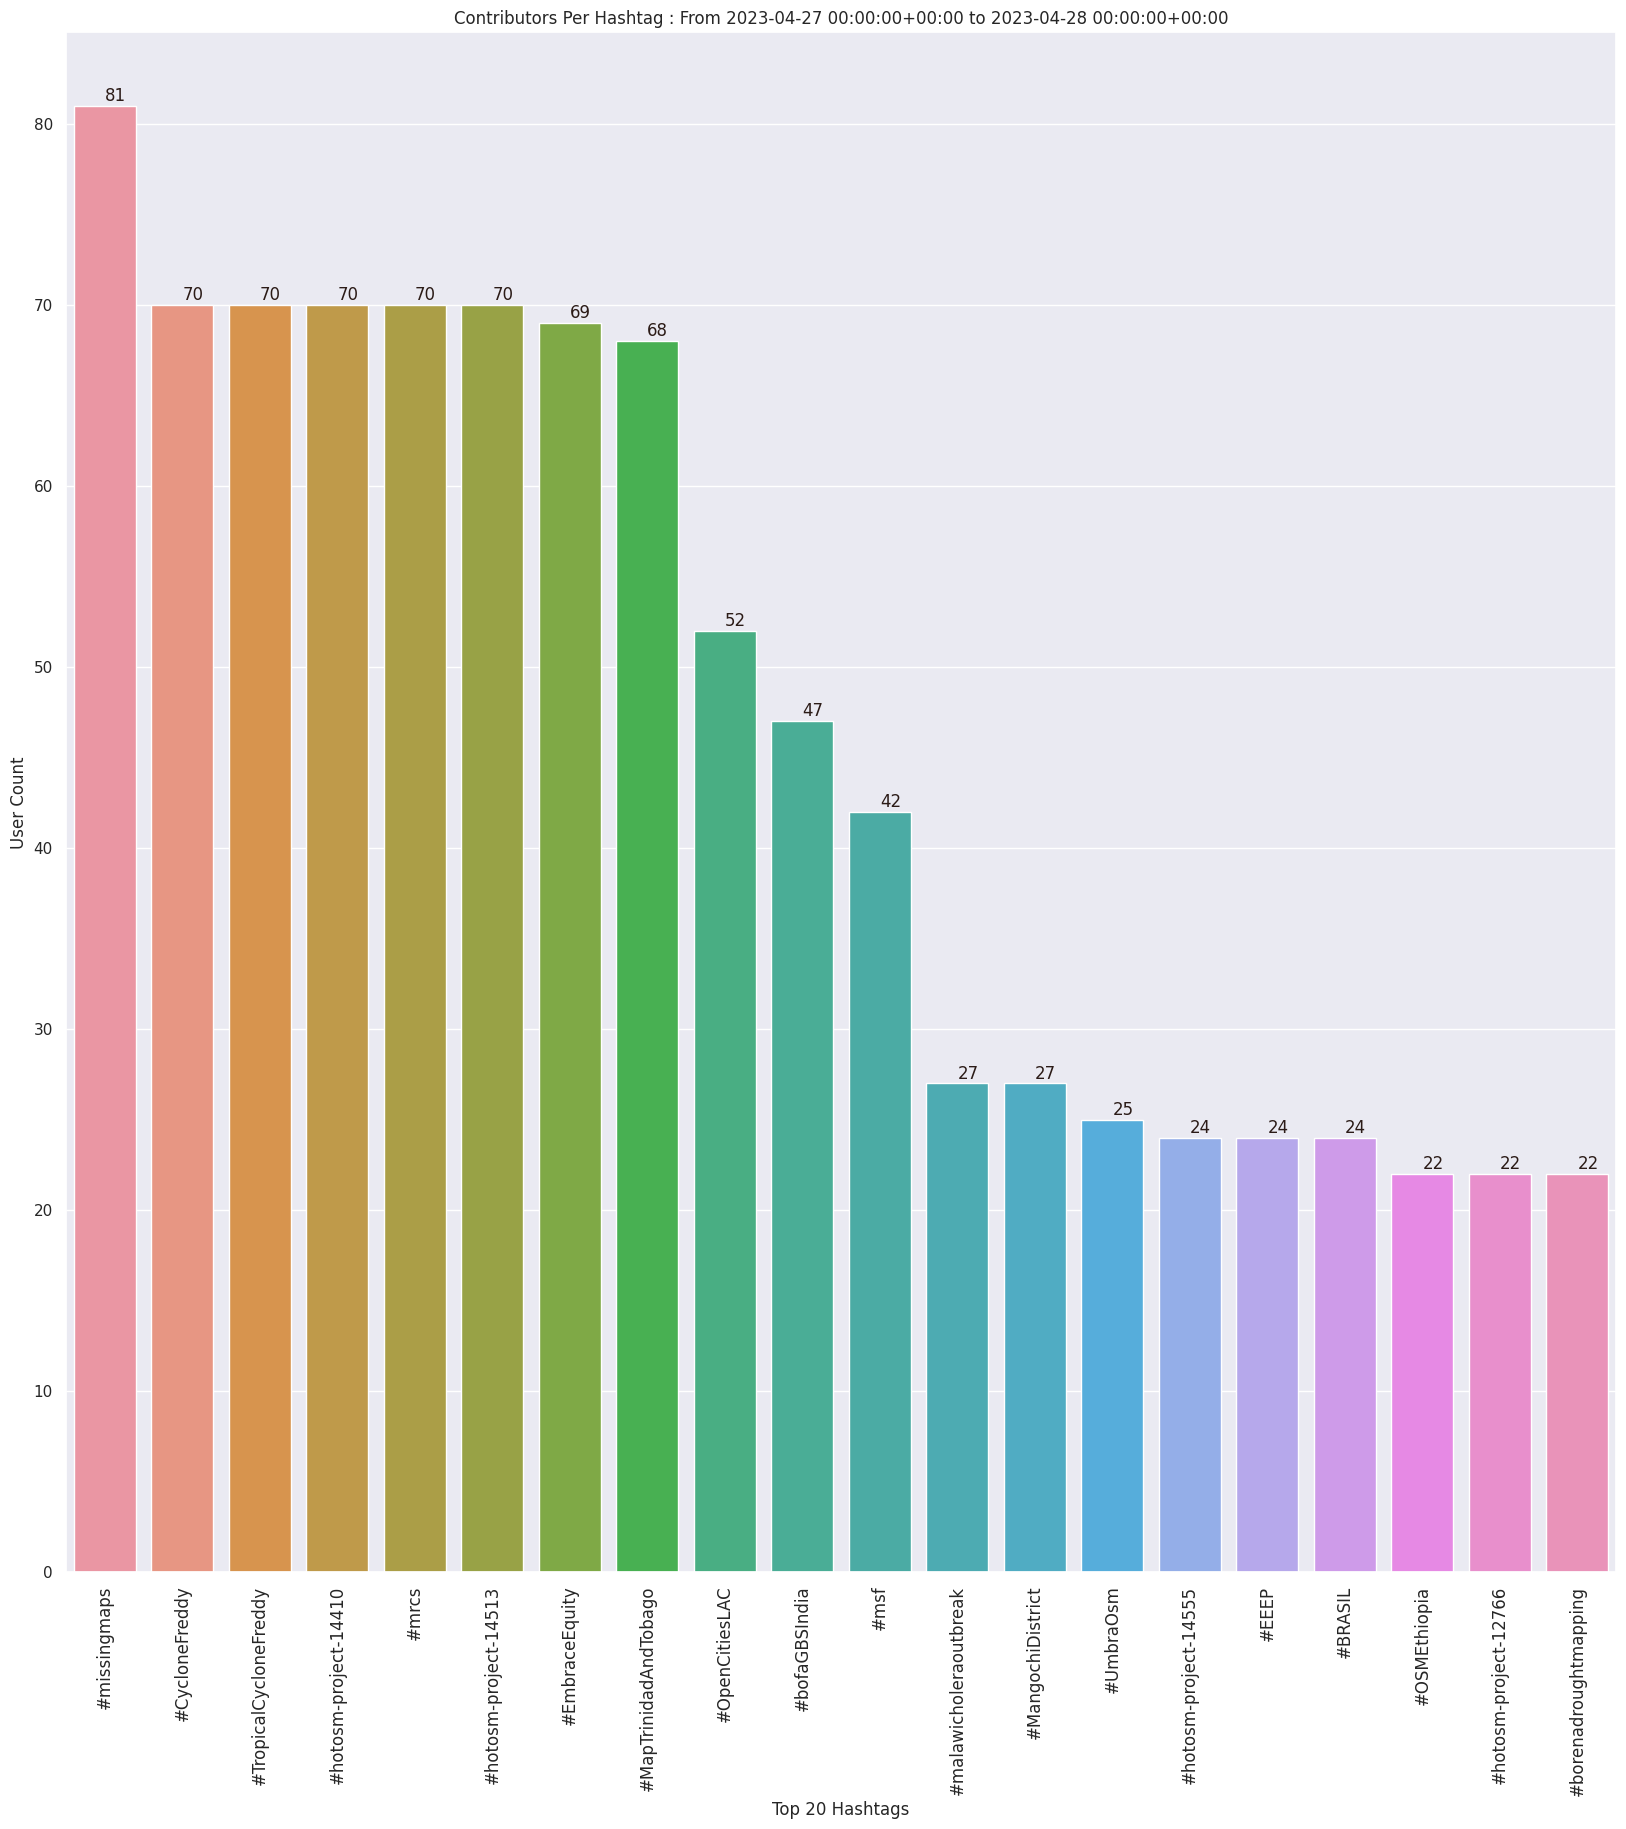 Contributors Per Hashtag : From 2023-04-27 00:00:00+00:00 to 2023-04-28 00:00:00+00:00
81
70
70
70
70
70
69
68
52
47
42
27
27
25
24
24
24
22
22
22
80
70
60
50
40
30
20
10
0
User Count
#missingmaps
#CycloneFreddy
#TropicalCycloneFreddy
#hotosm-project-14410
#mrcs
#hotosm-project-14513
#EmbraceEquity
#MapTrinidadAndTobago
#OpenCitiesLAC
#bofaGBSIndia
#msf
#malawicholeraoutbreak
#MangochiDistrict
#UmbraOsm
#hotosm-project-14555
#EEEP
#BRASIL
#OSMEthiopia
#hotosm-project-12766
#borenadroughtmapping
Top 20 Hashtags